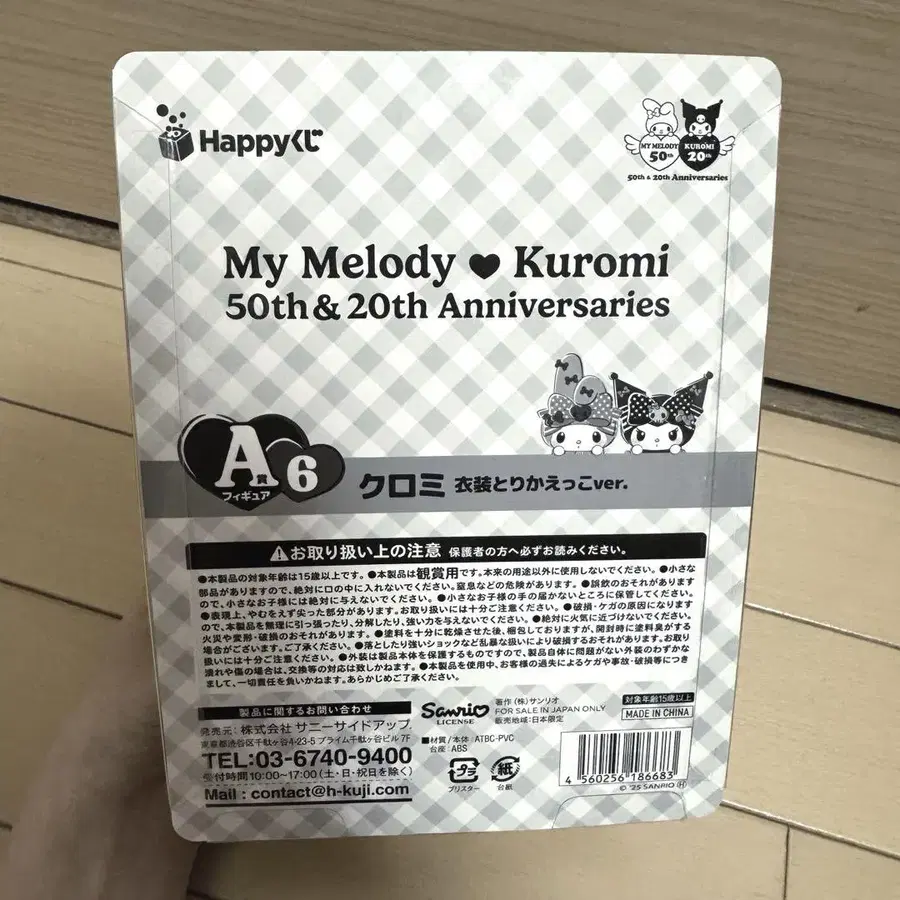 Happyくじ
MY MELODY 50th
KUROMI 20th
50th & 20th Anniversaries
My Melody ♥ Kuromi
50th & 20th Anniversaries
A賞
フィギュア
6
クロミ 衣装とりかえっこver.
⚠お取り扱い上の注意 保護者の方へ必ずお読みください。
●本製品の対象年齢は15歳以上です。●本製品は観賞用です。本来の用途以外に使用しないでください。●小さな
部品がありますので、絶対に口の中に入れないでください。窒息などの危険があります。●誤飲のおそれがあります
ので、小さなお子様には絶対に与えないでください。●小さなお子様の手の届かないところに保管してください。
●表現上、やむをえず尖った部分があります。お取り扱いには十分ご注意ください。●破損・ケガの原因になります
ので、本製品を無理に引っ張ったり、分解したり、強い力を与えないでください。●絶対に火気に近づけないでください。
火災や変形・破損のおそれがあります。●塗料を十分に乾燥させた後、梱包しておりますが、開封時に塗料臭がする
場合がございます。ご了承ください。●落としたり強いショックなど乱暴な扱いにより破損するおそれがあります。お取り
扱いには十分ご注意ください。●外装は製品本体を保護するものですので、製品自体に問題がない外装のわずかな
潰れや傷の場合は、交換等の対応は致しかねます。●本製品を使用中、お客様の過失によるケガや事故・破損等につき
まして、一切責任を負いかねます。あらかじめご了承ください。
製品に関するお問い合わせ
発売元：株式会社 サニーサイドアップ
東京都渋谷区千駄ヶ谷4-23-5 プライム千駄ヶ谷ビル7F
TEL:03-6740-9400
受付時間10:00〜17:00（土・日・祝日を除く）
Mail : contact@h-kuji.com
Sanrio
LICENSE
著作（株）サンリオ
FOR SALE IN JAPAN ONLY
販売地域：日本限定
■材質／本体：ATBC-PVC
台座：ABS
プラ
ブリスター
紙
台紙
対象年齢15歳以上
MADE IN CHINA
4 560256 186683
© '25 SANRIO Ⓗ